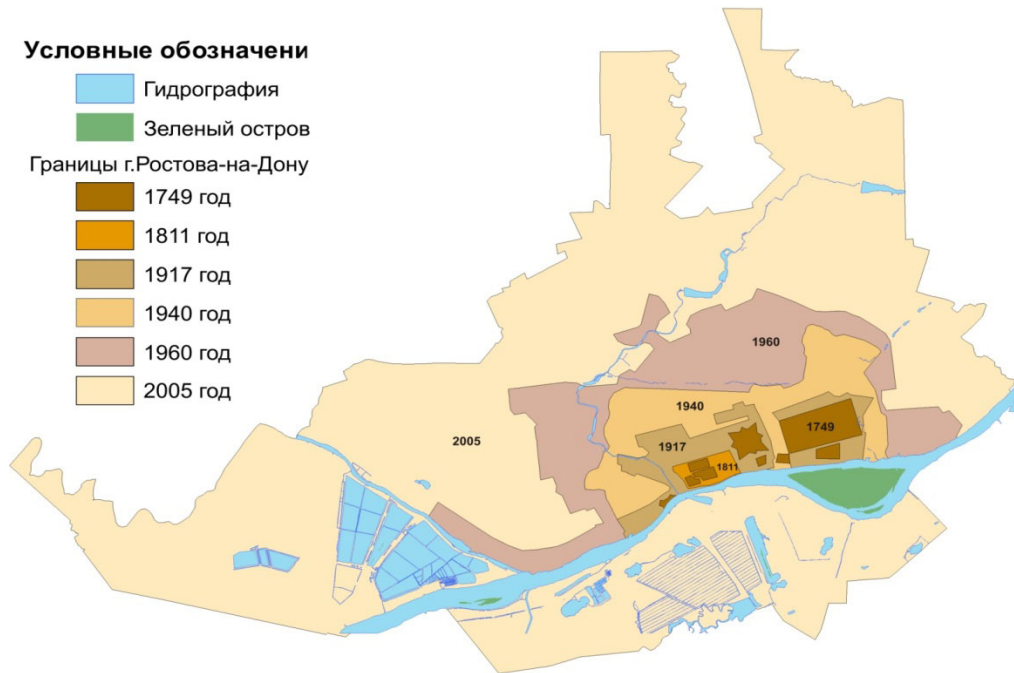 Условные обозначени
Гидрография
Зеленый остров
Границы г.Ростова-на-Дону
1749 год
1811 год
1917 год
1940 год
1960 год
2005 год
1960
1940
1749
2005
1917
1811